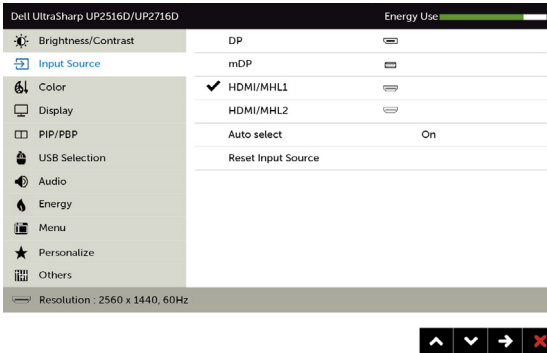 Dell UltraSharp UP2516D/UP2716D Energy Use
Brightness/Contrast
Input Source
Color
Display
PIP/PBP
USB Selection
Audio
Energy
Menu
Personalize
Others
DP
mDP
HDMI/MHL1
HDMI/MHL2
Auto select On
Reset Input Source
Resolution : 2560 x 1440, 60Hz